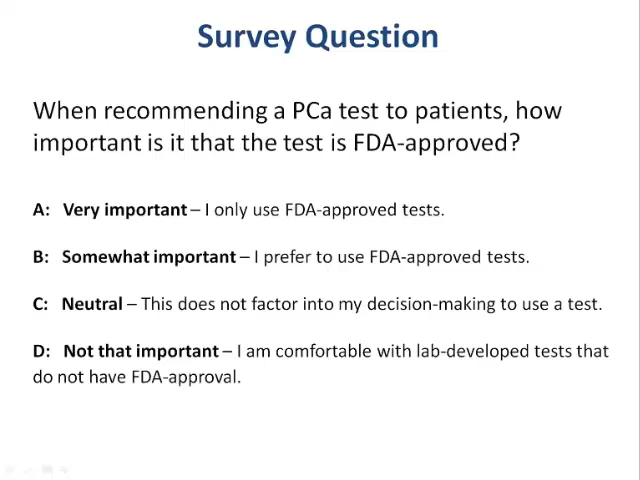 Survey Question
When recommending a PCa test to patients, how
important is it that the test is FDA-approved?
A: Very important – I only use FDA-approved tests.
B: Somewhat important – I prefer to use FDA-approved tests.
C: Neutral – This does not factor into my decision-making to use a test.
D: Not that important – I am comfortable with lab-developed tests that
do not have FDA-approval.